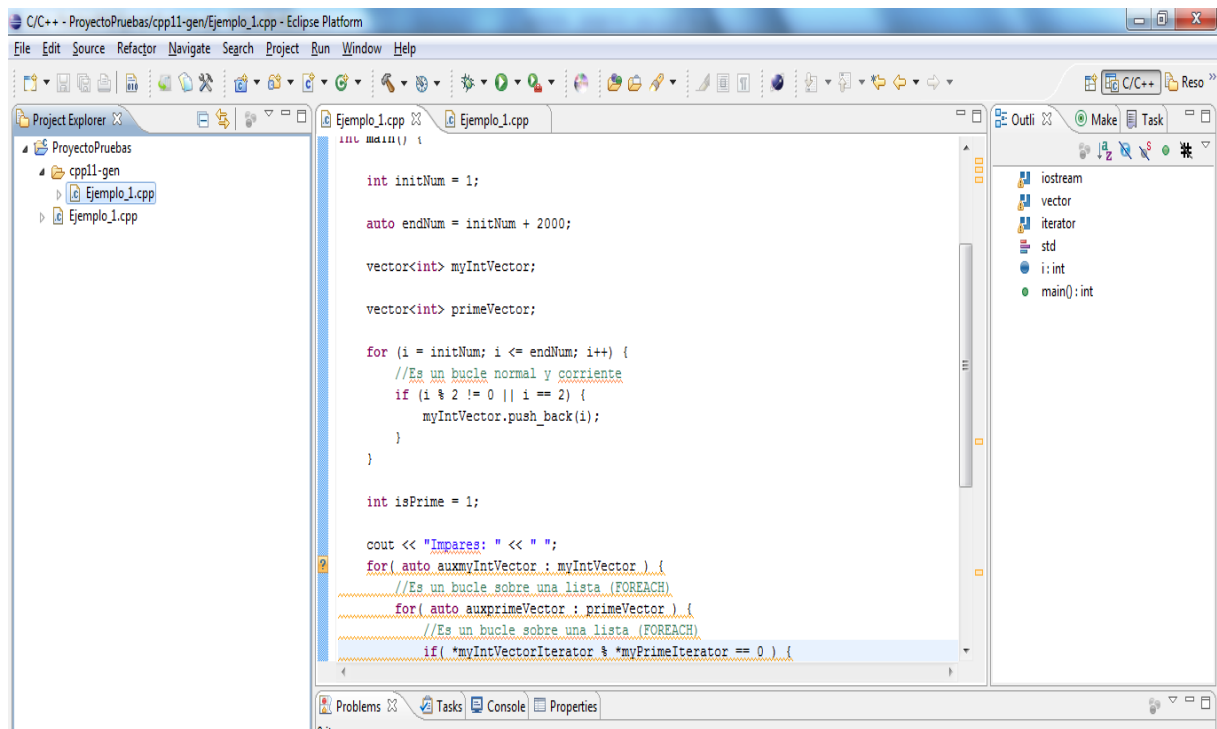 C/C++ - ProyectoPruebas/cpp11-gen/Ejemplo_1.cpp - Eclipse Platform
File Edit Source Refactor Navigate Search Project Run Window Help
C/C++ Reso
Project Explorer
ProyectoPruebas
cpp11-gen
Ejemplo_1.cpp
Ejemplo_1.cpp
Ejemplo_1.cpp Ejemplo_1.cpp
int main() {
int initNum = 1;
auto endNum = initNum + 2000;
vector<int> myIntVector;
vector<int> primeVector;
for (i = initNum; i <= endNum; i++) {
//Es un bucle normal y corriente
if (i % 2 != 0 || i == 2) {
myIntVector.push_back(i);
}
}
int isPrime = 1;
cout << "Impares: " << " ";
for( auto auxmyIntVector : myIntVector ) {
//Es un bucle sobre una lista (FOREACH)
for( auto auxprimeVector : primeVector ) {
//Es un bucle sobre una lista (FOREACH)
if( *myIntVectorIterator % *myPrimeIterator == 0 ) {
Outli Make Task
iostream
vector
iterator
std
i : int
main() : int
Problems Tasks Console Properties